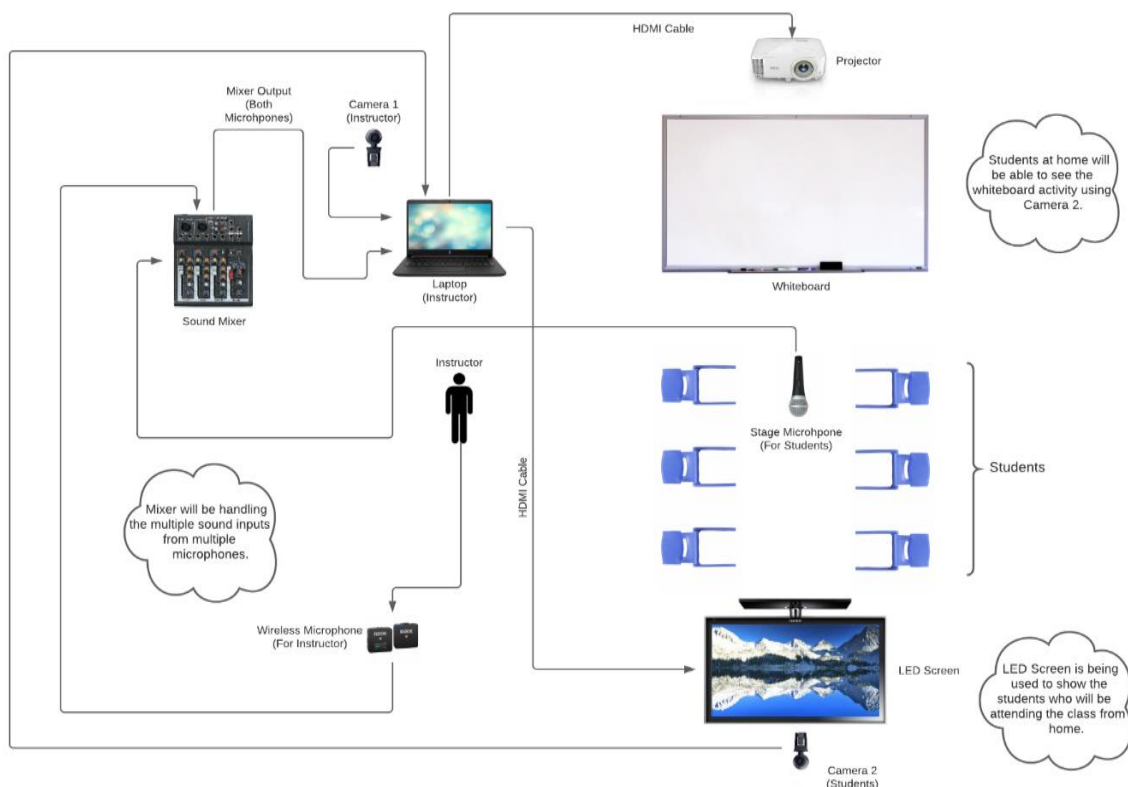 HDMI Cable
Projector
Mixer Output
(Both
Microhpones)
Camera 1
(Instructor)
Students at home will
be able to see the
whiteboard activity using
Camera 2.
Laptop
(Instructor)
Whiteboard
Sound Mixer
Instructor
Stage Microhpone
(For Students)
Students
HDMI Cable
Mixer will be handling
the multiple sound inputs
from multiple
microphones.
Wireless Microphone
(For Instructor)
LED Screen
LED Screen is being
used to show the
students who will be
attending the class from
home.
Camera 2
(Students)